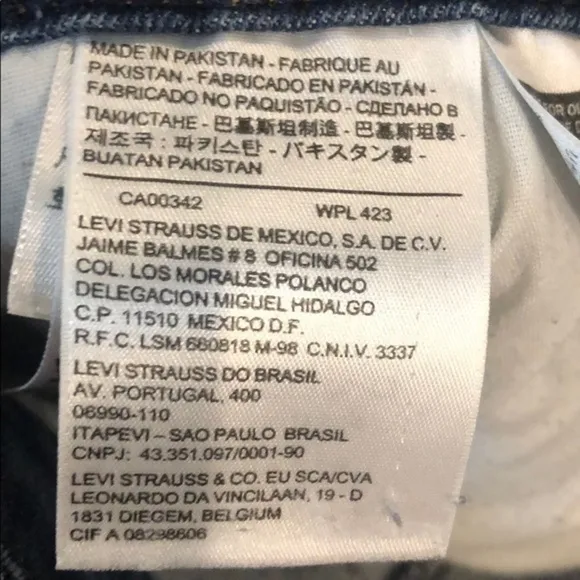 MADE IN PAKISTAN - FABRIQUE AU
PAKISTAN - FABRICADO EN PAKISTÁN -
FABRICADO NO PAQUISTÃO - СДЕЛАНО В
ПАКИСТАНЕ - 巴基斯坦制造 - 巴基斯坦製 -
제조국 : 파키스탄 - パキスタン製 -
BUATAN PAKISTAN
CA00342 WPL 423
LEVI STRAUSS DE MEXICO, S.A. DE C.V.
JAIME BALMES # 8 OFICINA 502
COL. LOS MORALES POLANCO
DELEGACION MIGUEL HIDALGO
C.P. 11510 MEXICO D.F.
R.F.C. LSM 680818 M-98 C.N.I.V. 3337
LEVI STRAUSS DO BRASIL
AV. PORTUGAL, 400
06990-110
ITAPEVI – SAO PAULO BRASIL
CNPJ: 43.351.097/0001-90
LEVI STRAUSS & CO. EU SCA/CVA
LEONARDO DA VINCILAAN, 19 - D
1831 DIEGEM, BELGIUM
CIF A 08298606
FOR